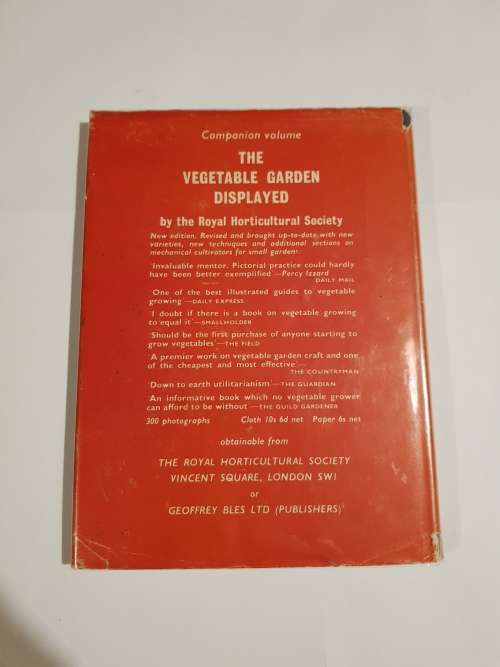 Companion volume
THE
VEGETABLE GARDEN
DISPLAYED
by the Royal Horticultural Society
New edition. Revised and brought up-to-date with new
varieties, new techniques and additional sections on
mechanical cultivators for small gardens.
'Invaluable mentor. Pictorial practice could hardly
have been better exemplified'—Percy Izzard
DAILY MAIL
'One of the best illustrated guides to vegetable
growing'—DAILY EXPRESS
'I doubt if there is a book on vegetable growing
to equal it'—SMALLHOLDER
'Should be the first purchase of anyone starting to
grow vegetables'—THE FIELD
'A premier work on vegetable garden craft and one
of the cheapest and most effective'—
THE COUNTRYMAN
'Down to earth utilitarianism'—THE GUARDIAN
'An informative book which no vegetable grower
can afford to be without'—THE GUILD GARDENER
300 photographs Cloth 10s 6d net Paper 6s net
obtainable from
THE ROYAL HORTICULTURAL SOCIETY
VINCENT SQUARE, LONDON SW1
or
GEOFFREY BLES LTD (PUBLISHERS)